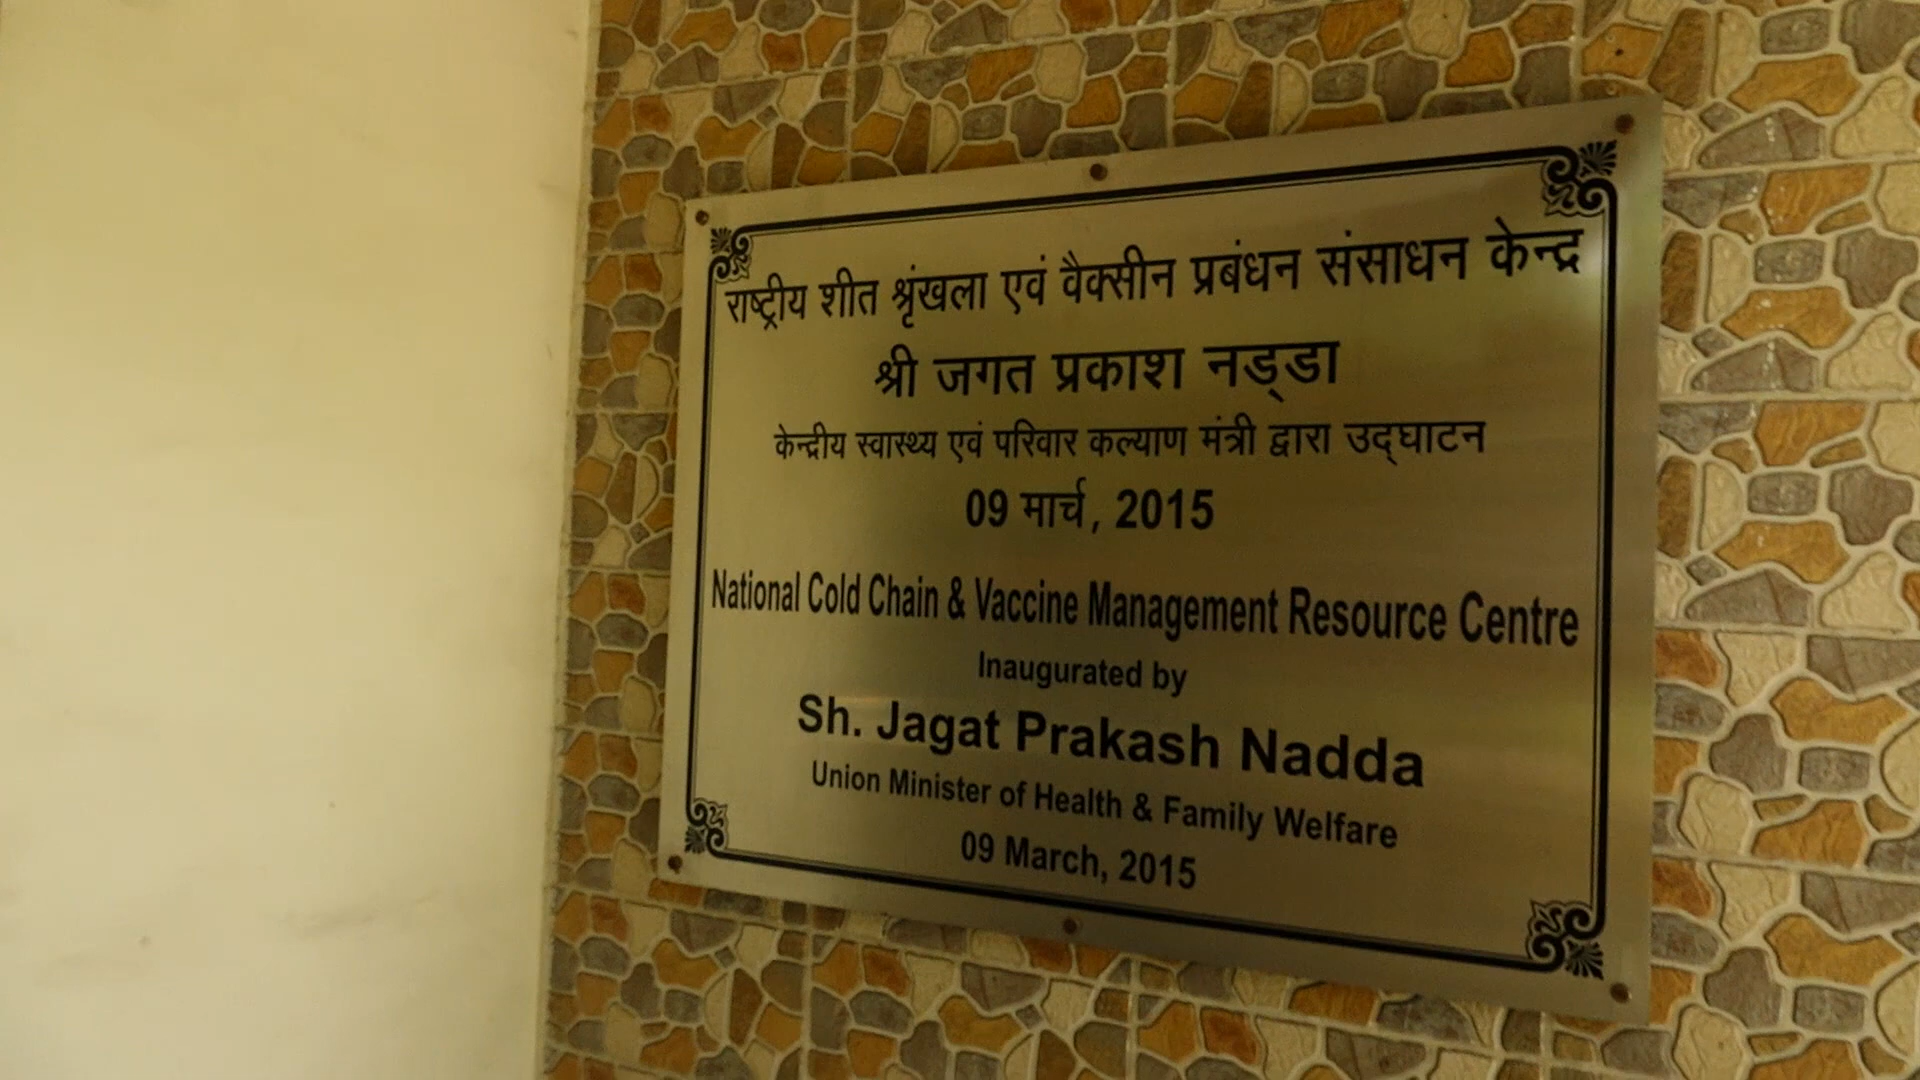 राष्ट्रीय शीत श्रृंखला एवं वैक्सीन प्रबंधन संसाधन केन्द्र
श्री जगत प्रकाश नड्डा
केन्द्रीय स्वास्थ्य एवं परिवार कल्याण मंत्री द्वारा उद्घाटन
09 मार्च, 2015
National Cold Chain & Vaccine Management Resource Centre
Inaugurated by
Sh. Jagat Prakash Nadda
Union Minister of Health & Family Welfare
09 March, 2015